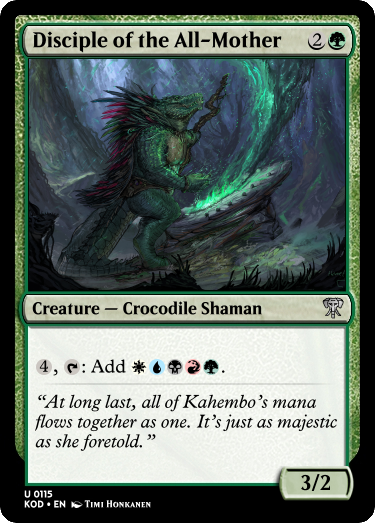 Disciple of the All-Mother 2
Creature — Crocodile Shaman
4, : Add .
“At long last, all of Kahembo’s mana
flows together as one. It’s just as majestic
as she foretold.”
3/2
U 0115
KOD • EN Timi Honkanen